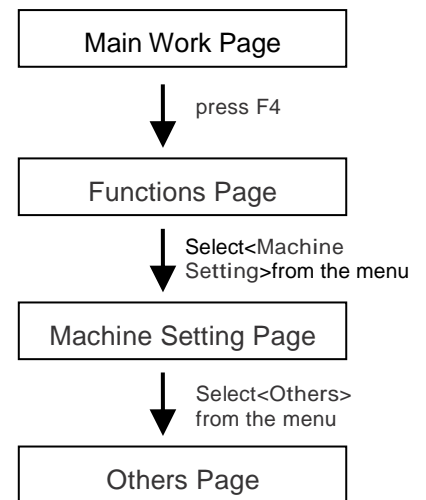 Main Work Page
press F4
Functions Page
Select<Machine
Setting>from the menu
Machine Setting Page
Select<Others>
from the menu
Others Page